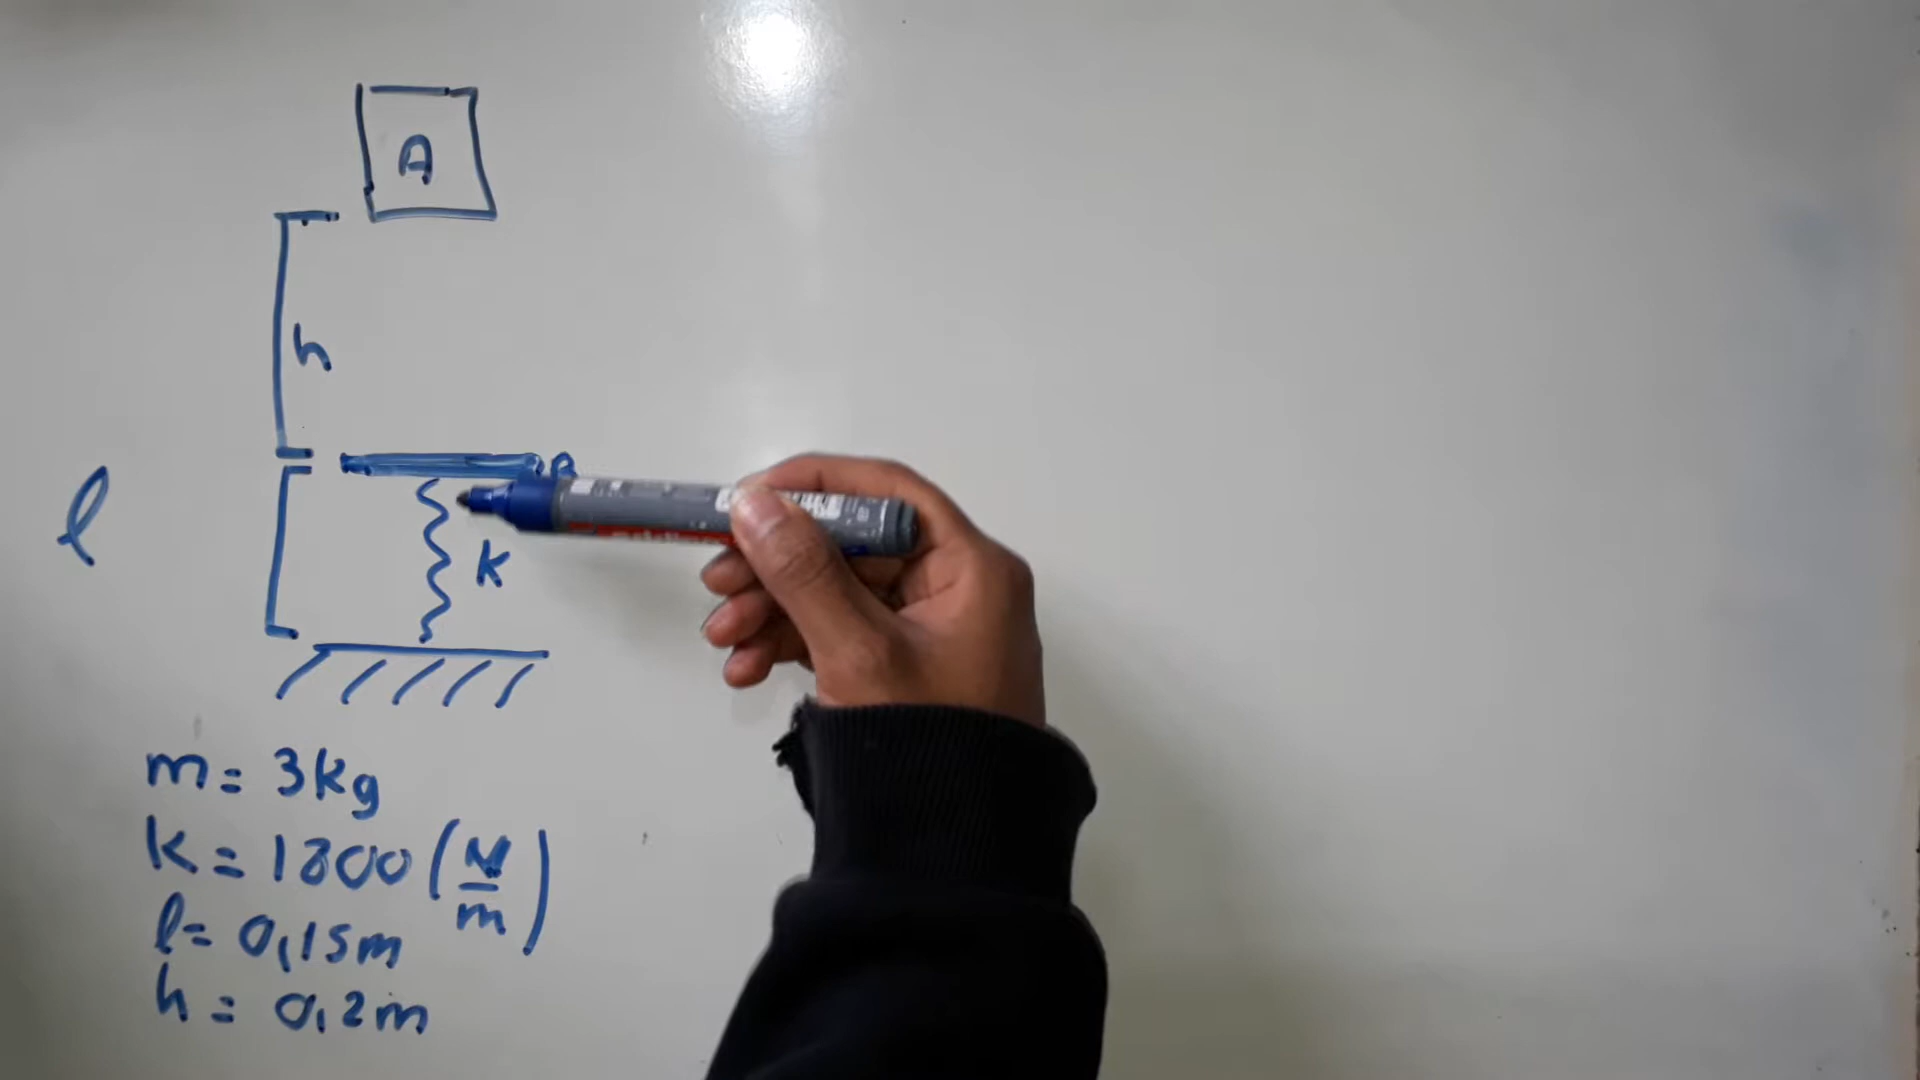 A
h
l
B
K
m = 3kg
K = 1800 (N/m)
l = 0,15m
h = 0,2m